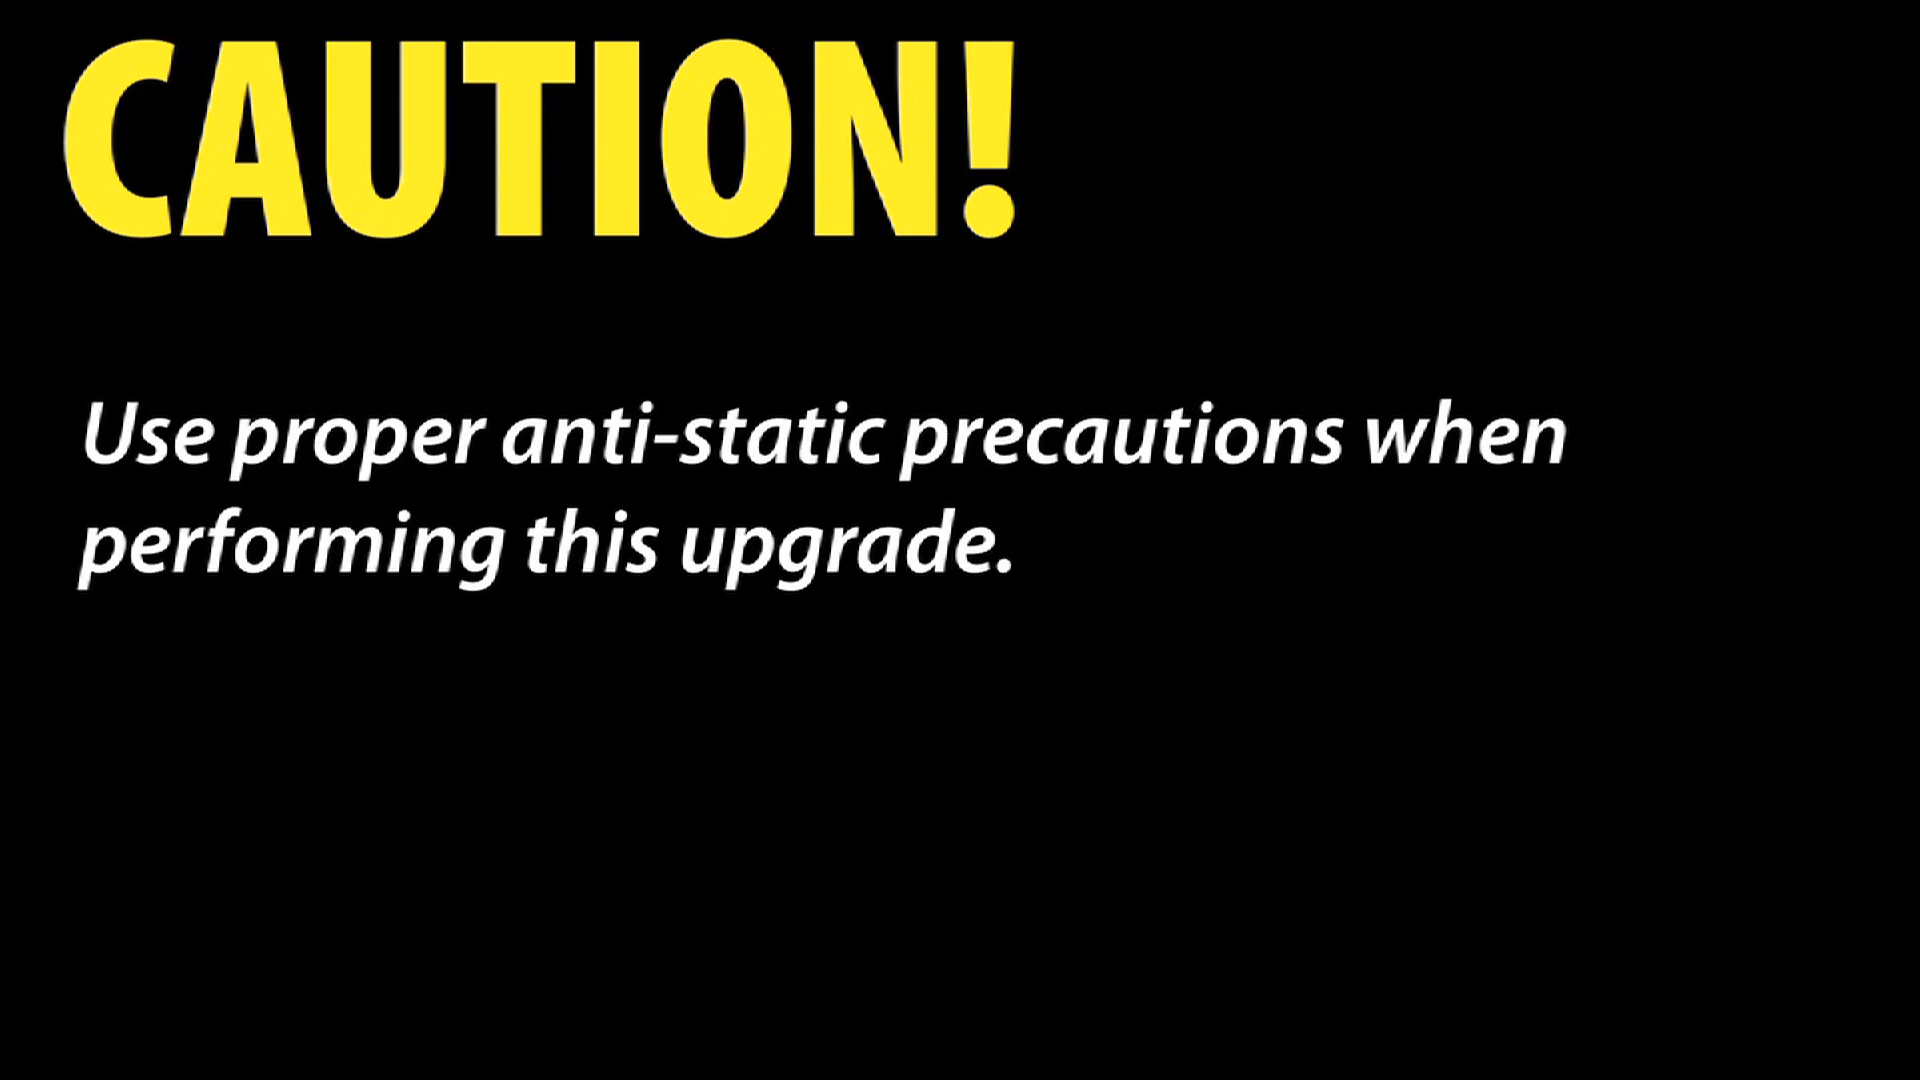 CAUTION!
Use proper anti-static precautions when
performing this upgrade.